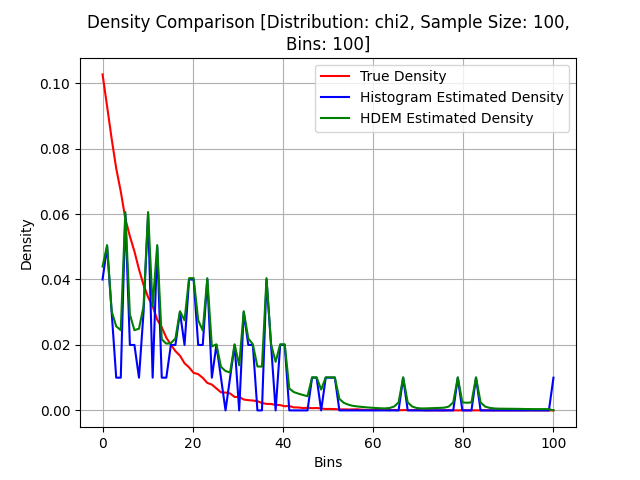 Density Comparison [Distribution: chi2, Sample Size: 100,
Bins: 100]
True Density
Histogram Estimated Density
HDEM Estimated Density
Density
0.10
0.08
0.06
0.04
0.02
0.00
0 20 40 60 80 100
Bins